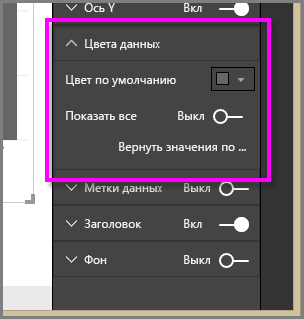 Ось Y Вкл
Цвета данных
Цвет по умолчанию
Показать все Выкл
Вернуть значения по ...
Метки данных Выкл
Заголовок Вкл
Фон Выкл